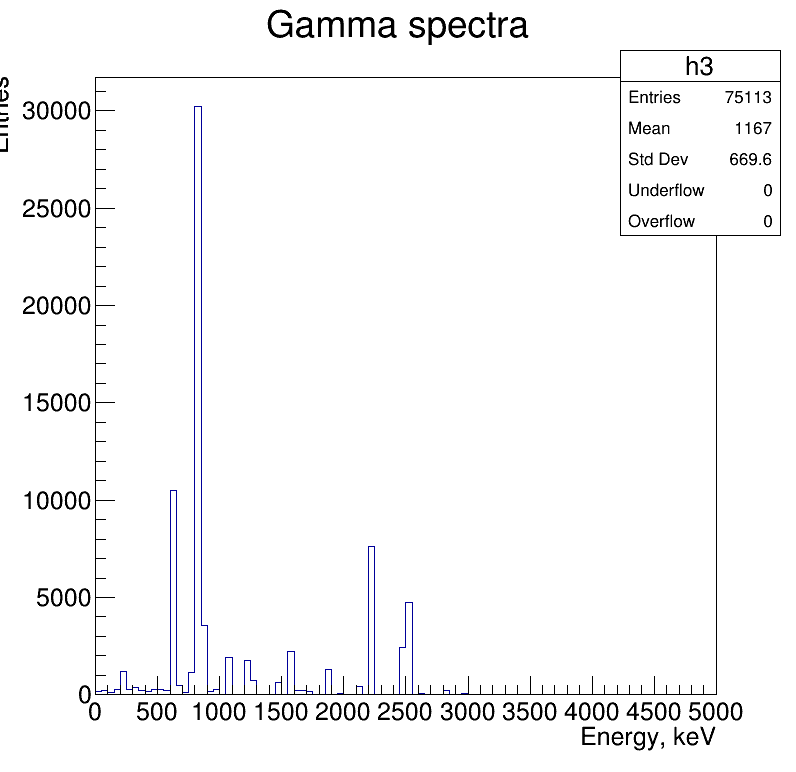 Gamma spectra
h3
Entries 75113
Mean 1167
Std Dev 669.6
Underflow 0
Overflow 0
Entries
30000
25000
20000
15000
10000
5000
0
0 500 1000 1500 2000 2500 3000 3500 4000 4500 5000
Energy, keV